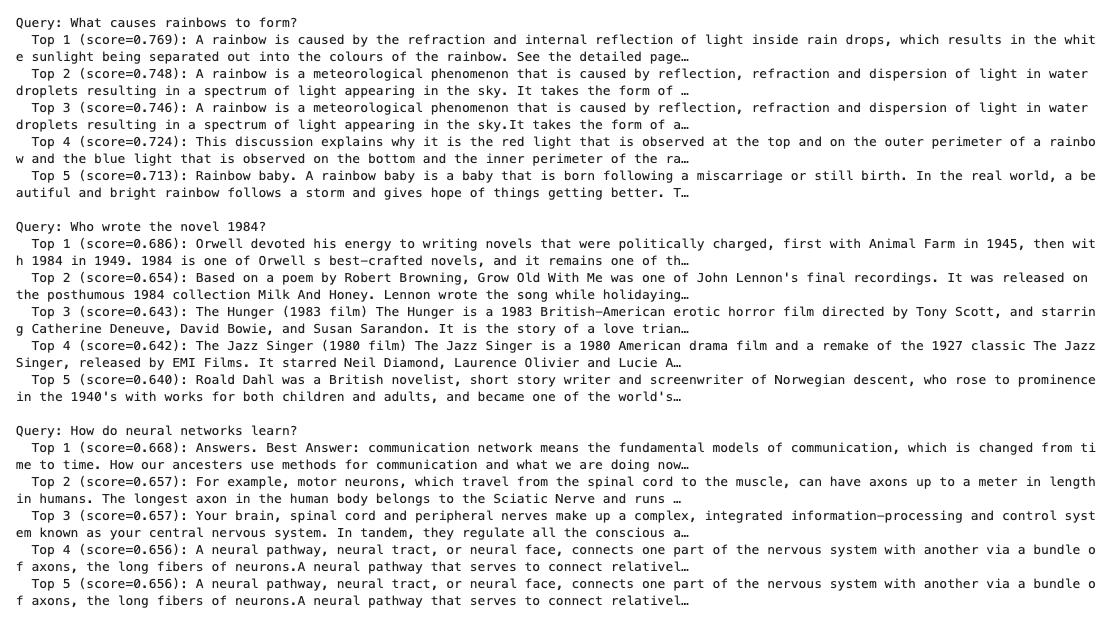 Query: What causes rainbows to form?
  Top 1 (score=0.769): A rainbow is caused by the refraction and internal reflection of light inside rain drops, which results in the whit
e sunlight being separated out into the colours of the rainbow. See the detailed page…
  Top 2 (score=0.748): A rainbow is a meteorological phenomenon that is caused by reflection, refraction and dispersion of light in water
droplets resulting in a spectrum of light appearing in the sky. It takes the form of …
  Top 3 (score=0.746): A rainbow is a meteorological phenomenon that is caused by reflection, refraction and dispersion of light in water
droplets resulting in a spectrum of light appearing in the sky.It takes the form of a…
  Top 4 (score=0.724): This discussion explains why it is the red light that is observed at the top and on the outer perimeter of a rainbo
w and the blue light that is observed on the bottom and the inner perimeter of the ra…
  Top 5 (score=0.713): Rainbow baby. A rainbow baby is a baby that is born following a miscarriage or still birth. In the real world, a be
autiful and bright rainbow follows a storm and gives hope of things getting better. T…

Query: Who wrote the novel 1984?
  Top 1 (score=0.686): Orwell devoted his energy to writing novels that were politically charged, first with Animal Farm in 1945, then wit
h 1984 in 1949. 1984 is one of Orwell s best-crafted novels, and it remains one of th…
  Top 2 (score=0.654): Based on a poem by Robert Browning, Grow Old With Me was one of John Lennon's final recordings. It was released on
the posthumous 1984 collection Milk And Honey. Lennon wrote the song while holidaying…
  Top 3 (score=0.643): The Hunger (1983 film) The Hunger is a 1983 British-American erotic horror film directed by Tony Scott, and starrin
g Catherine Deneuve, David Bowie, and Susan Sarandon. It is the story of a love trian…
  Top 4 (score=0.642): The Jazz Singer (1980 film) The Jazz Singer is a 1980 American drama film and a remake of the 1927 classic The Jazz
Singer, released by EMI Films. It starred Neil Diamond, Laurence Olivier and Lucie A…
  Top 5 (score=0.640): Roald Dahl was a British novelist, short story writer and screenwriter of Norwegian descent, who rose to prominence
in the 1940's with works for both children and adults, and became one of the world's…

Query: How do neural networks learn?
  Top 1 (score=0.668): Answers. Best Answer: communication network means the fundamental models of communication, which is changed from ti
me to time. How our ancesters use methods for communication and what we are doing now…
  Top 2 (score=0.657): For example, motor neurons, which travel from the spinal cord to the muscle, can have axons up to a meter in length
in humans. The longest axon in the human body belongs to the Sciatic Nerve and runs …
  Top 3 (score=0.657): Your brain, spinal cord and peripheral nerves make up a complex, integrated information-processing and control syst
em known as your central nervous system. In tandem, they regulate all the conscious a…
  Top 4 (score=0.656): A neural pathway, neural tract, or neural face, connects one part of the nervous system with another via a bundle o
f axons, the long fibers of neurons.A neural pathway that serves to connect relativel…
  Top 5 (score=0.656): A neural pathway, neural tract, or neural face, connects one part of the nervous system with another via a bundle o
f axons, the long fibers of neurons.A neural pathway that serves to connect relativel…